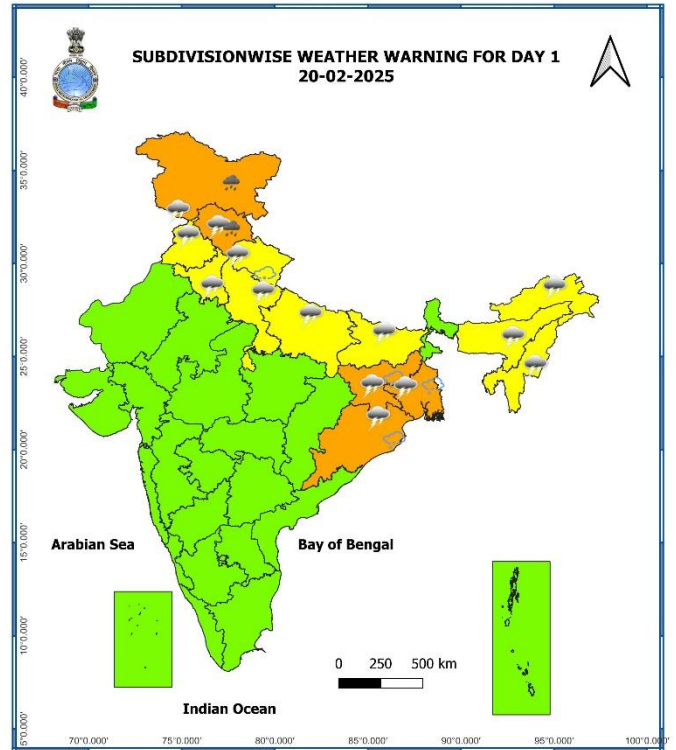 SUBDIVISIONWISE WEATHER WARNING FOR DAY 1
20-02-2025
40°0.000'
35°0.000'
30°0.000'
25°0.000'
20°0.000'
15°0.000'
10°0.000'
5°0.000'
Arabian Sea
Bay of Bengal
0 250 500 km
Indian Ocean
70°0.000' 75°0.000' 80°0.000' 85°0.000' 90°0.000' 95°0.000' 100°0.000'